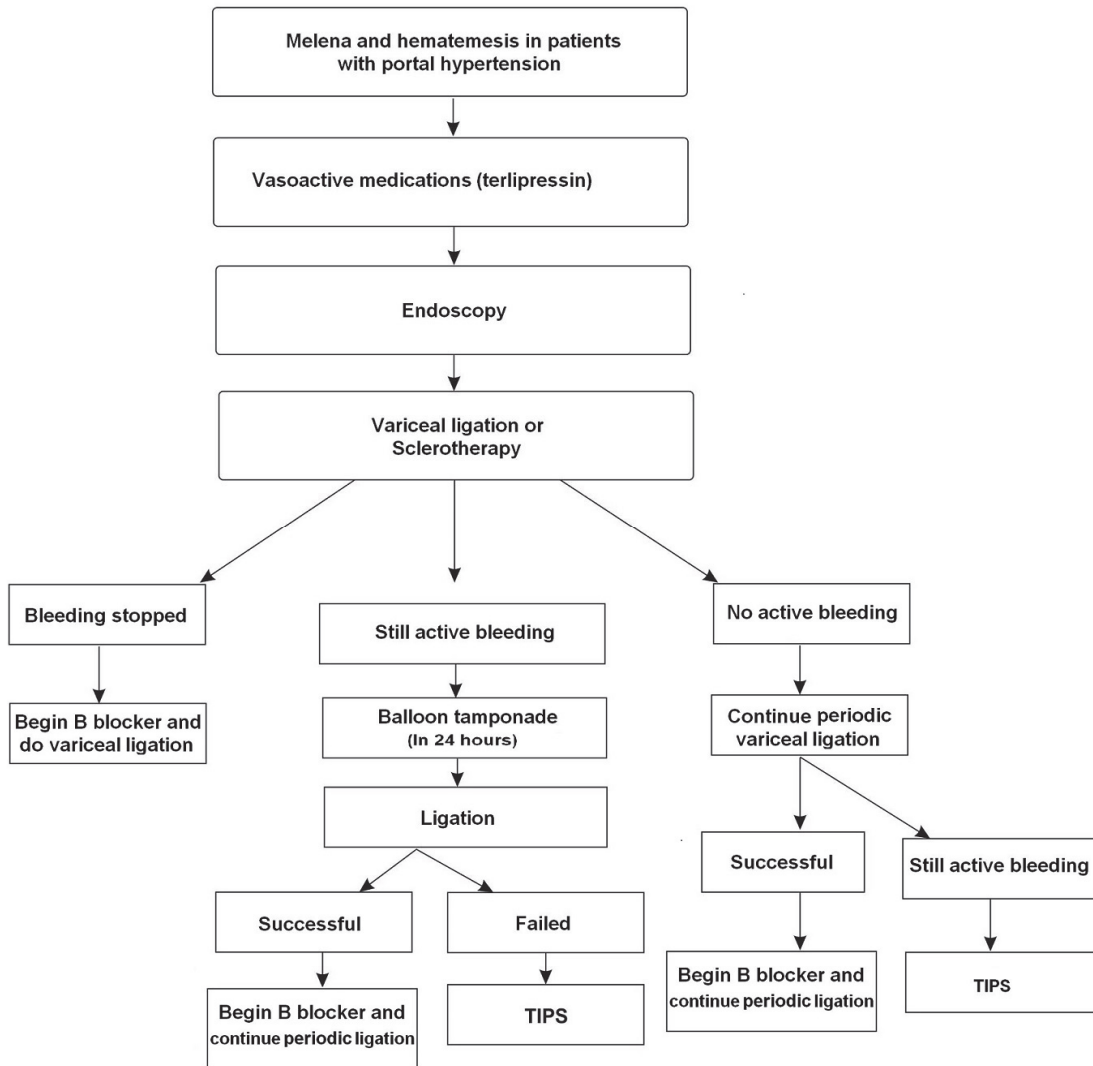 Melena and hematemesis in patients
with portal hypertension
Vasoactive medications (terlipressin)
Endoscopy
Variceal ligation or
Sclerotherapy
Bleeding stopped
Begin B blocker and
do variceal ligation
Still active bleeding
Balloon tamponade
(In 24 hours)
Ligation
Successful
Begin B blocker and
continue periodic ligation
Failed
TIPS
No active bleeding
Continue periodic
variceal ligation
Successful
Begin B blocker and
continue periodic ligation
Still active bleeding
TIPS